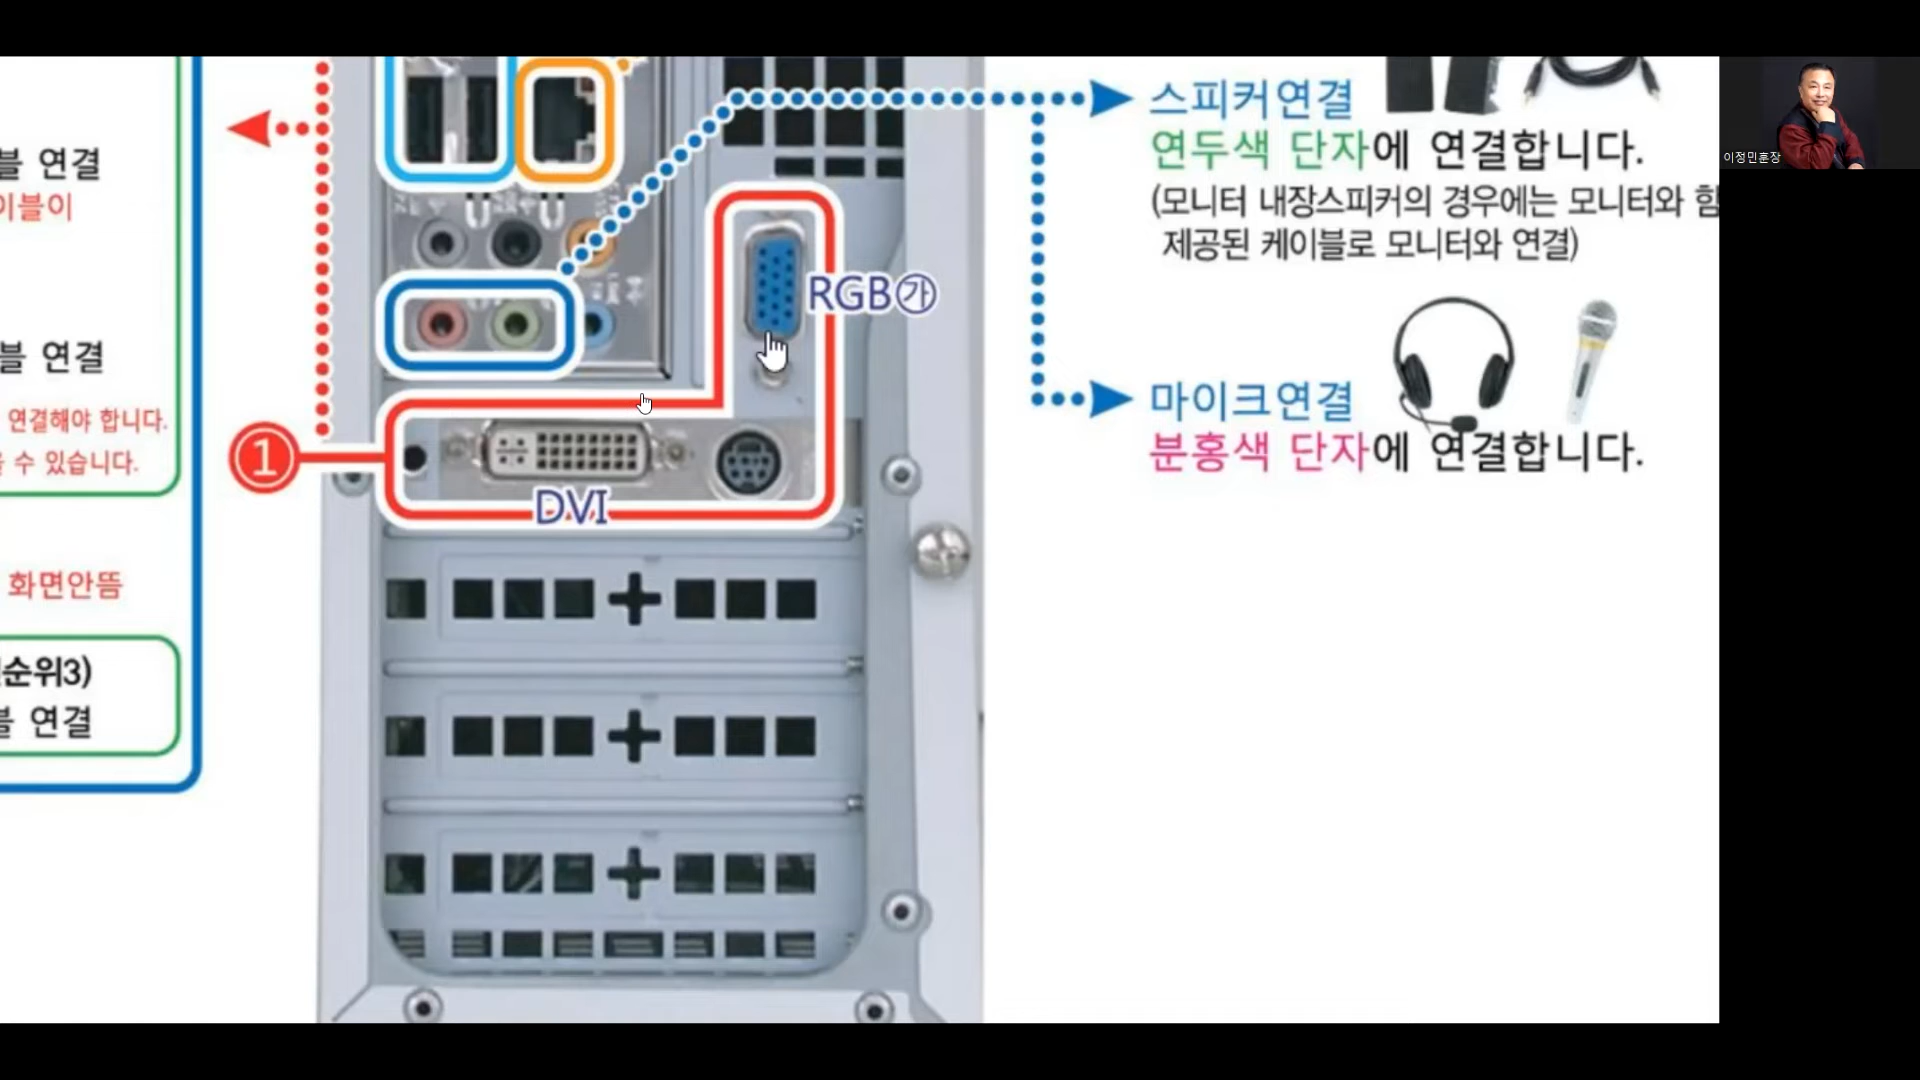 블 연결
이블이
블 연결
연결해야 합니다.
수 있습니다.
화면안뜸
순위3)
블 연결
①
RGB㉮
DVI
스피커연결
연두색 단자에 연결합니다.
(모니터 내장스피커의 경우에는 모니터와 함
제공된 케이블로 모니터와 연결)
마이크연결
분홍색 단자에 연결합니다.
이정민훈장